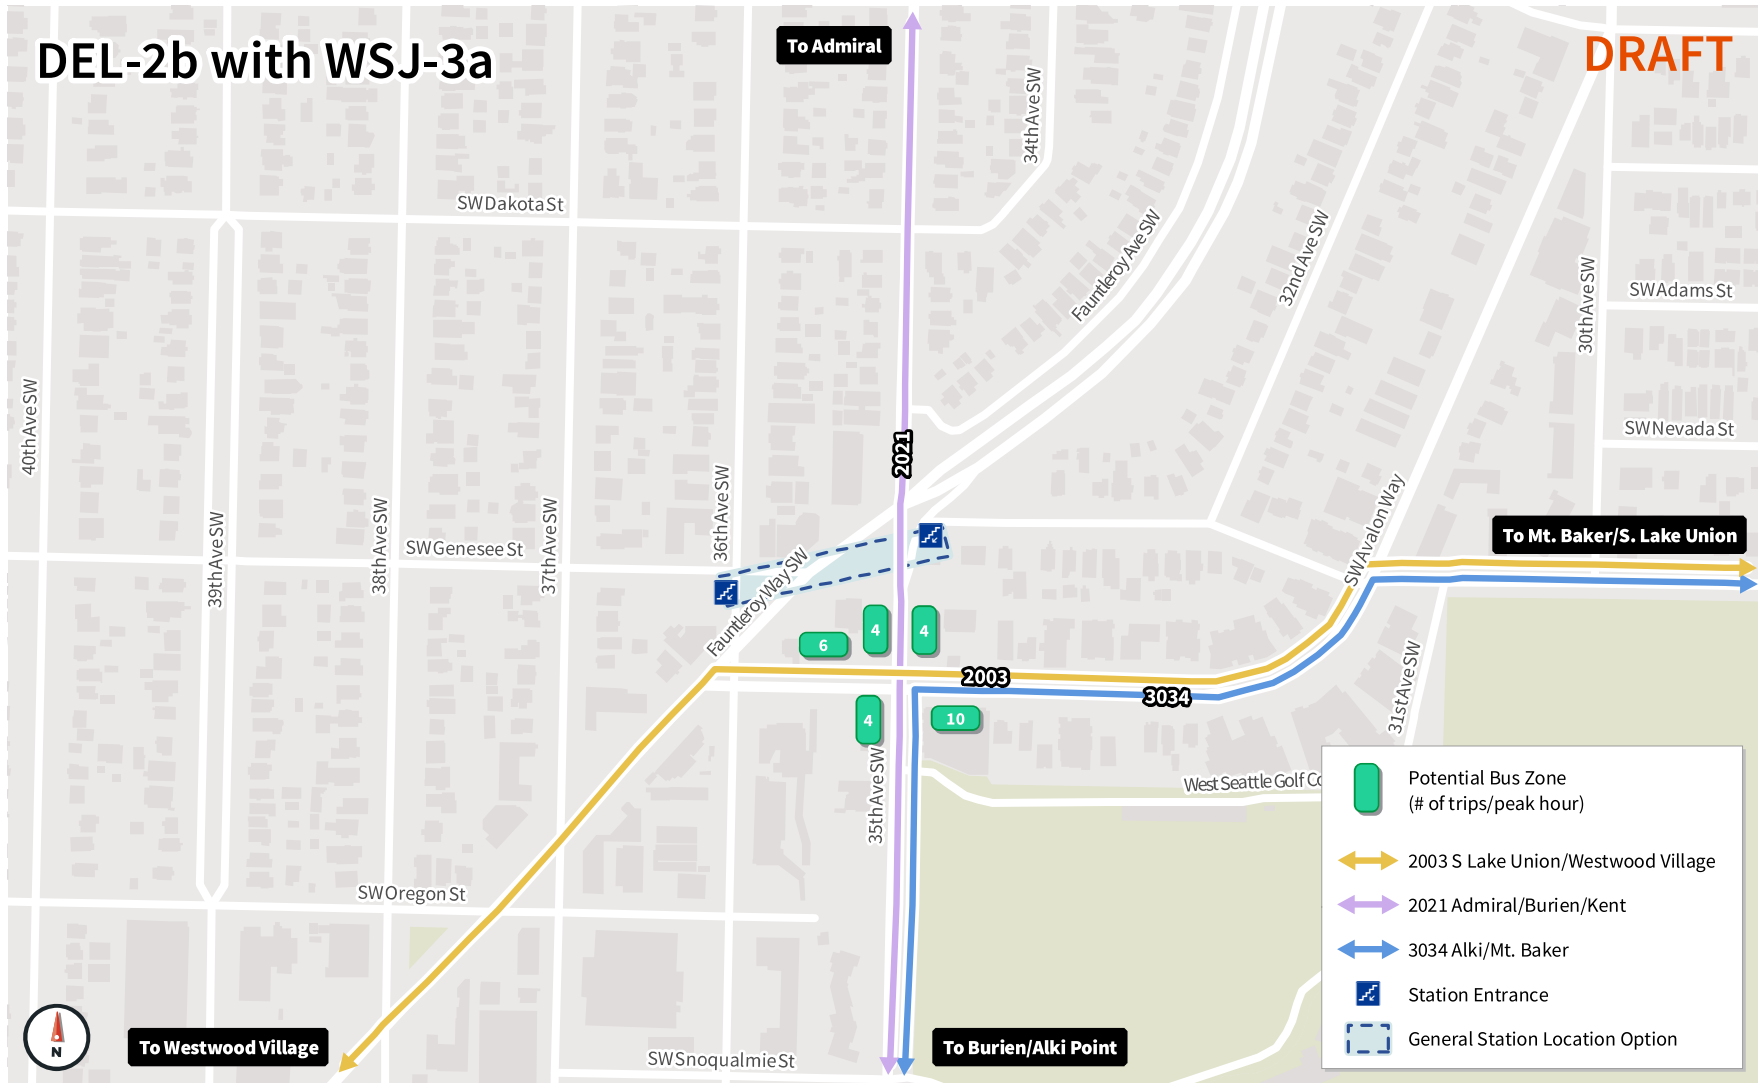 DEL-2b with WSJ-3a
DRAFT
To Admiral
34th Ave SW
SW Dakota St
Fauntleroy Ave SW
32nd Ave SW
30th Ave SW
SW Adams St
SW Nevada St
40th Ave SW
39th Ave SW
38th Ave SW
37th Ave SW
36th Ave SW
2021
SW Genesee St
SW Avalon Way
To Mt. Baker/S. Lake Union
Fauntleroy Way SW
4
4
6
2003
3034
4
10
31st Ave SW
35th Ave SW
West Seattle Golf Co
SW Oregon St
SW Snoqualmie St
To Westwood Village
To Burien/Alki Point
N
Potential Bus Zone
(# of trips/peak hour)
2003 S Lake Union/Westwood Village
2021 Admiral/Burien/Kent
3034 Alki/Mt. Baker
Station Entrance
General Station Location Option